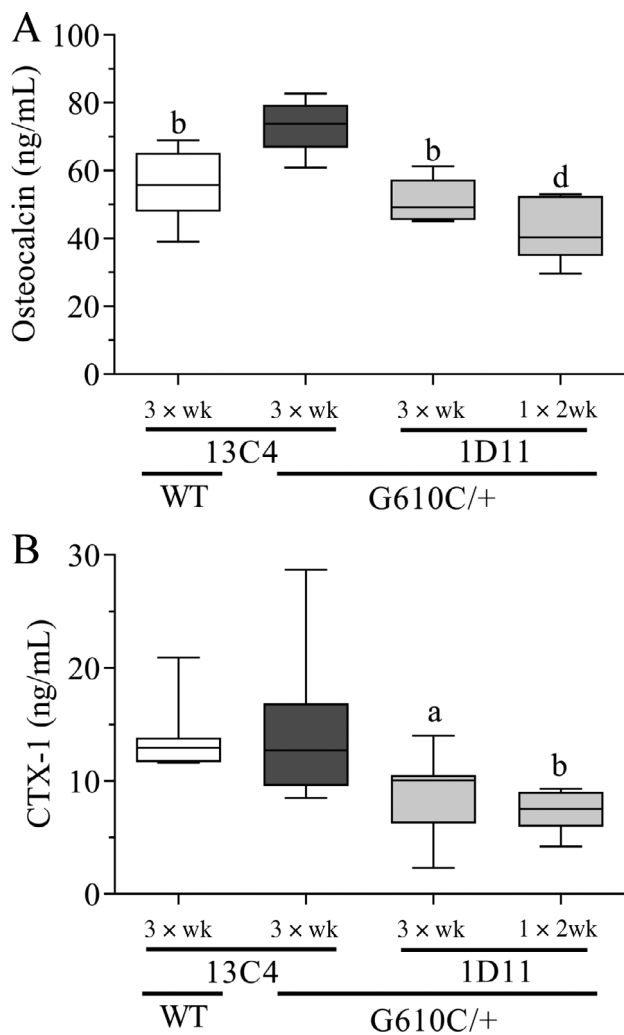 A
Osteocalcin (ng/mL)
100
80
60
40
20
0
b
b
d
3 × wk 3 × wk 3 × wk 1 × 2wk
13C4 1D11
WT G610C/+
B
CTX-1 (ng/mL)
30
20
10
0
a
b
3 × wk 3 × wk 3 × wk 1 × 2wk
13C4 1D11
WT G610C/+